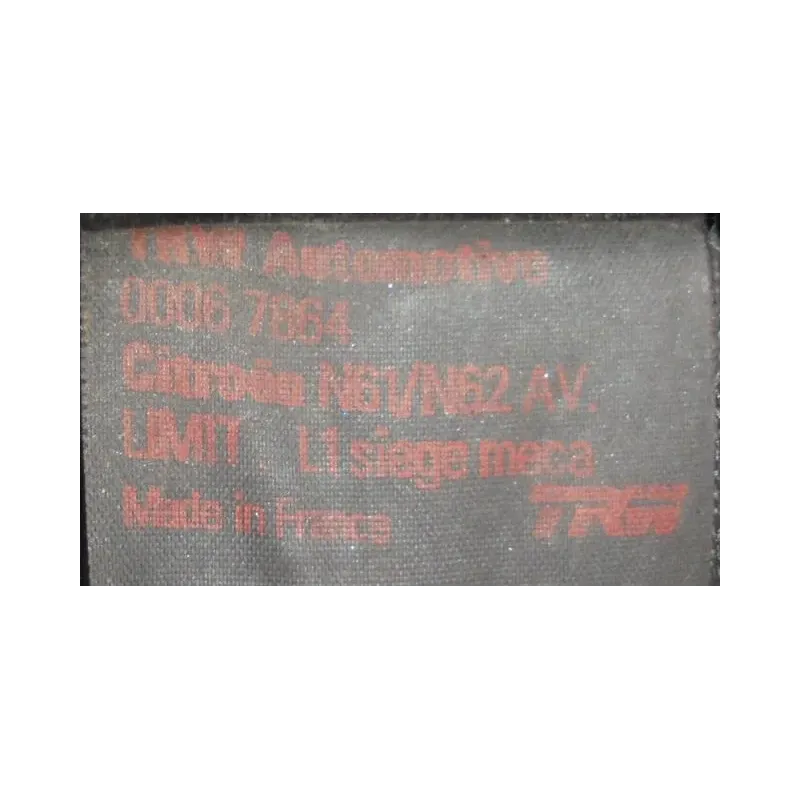 TRW Automotive
0006 7864
Citroën N61/N62 AV.
LIMIT. L1 siege meca
Made in France TRW